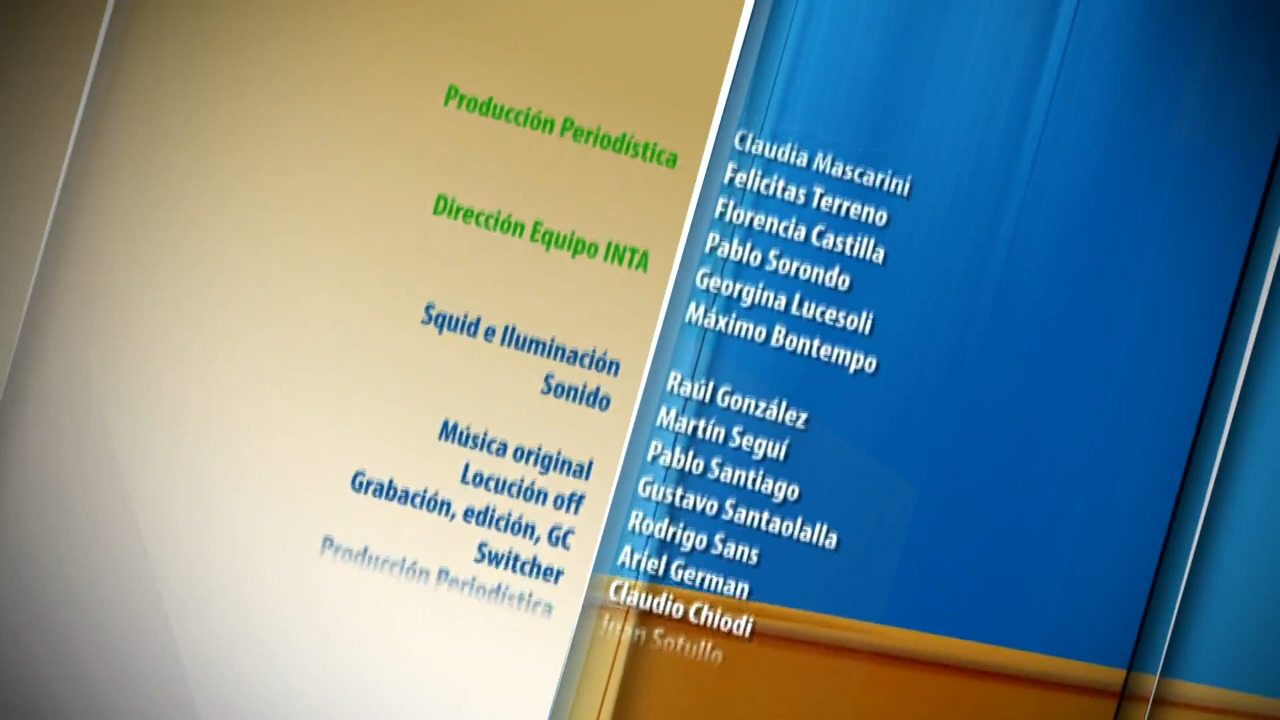 Producción Periodística
Dirección Equipo INTA
Squid e Iluminación
Sonido
Música original
Locución off
Grabación, edición, GC
Switcher
Producción Periodística
Claudia Mascarini
Felicitas Terreno
Florencia Castilla
Pablo Sorondo
Georgina Lucesoli
Máximo Bontempo
Raúl González
Martín Seguí
Pablo Santiago
Gustavo Santaolalla
Rodrigo Sans
Ariel German
Claudio Chiodi
Juan Sotullo